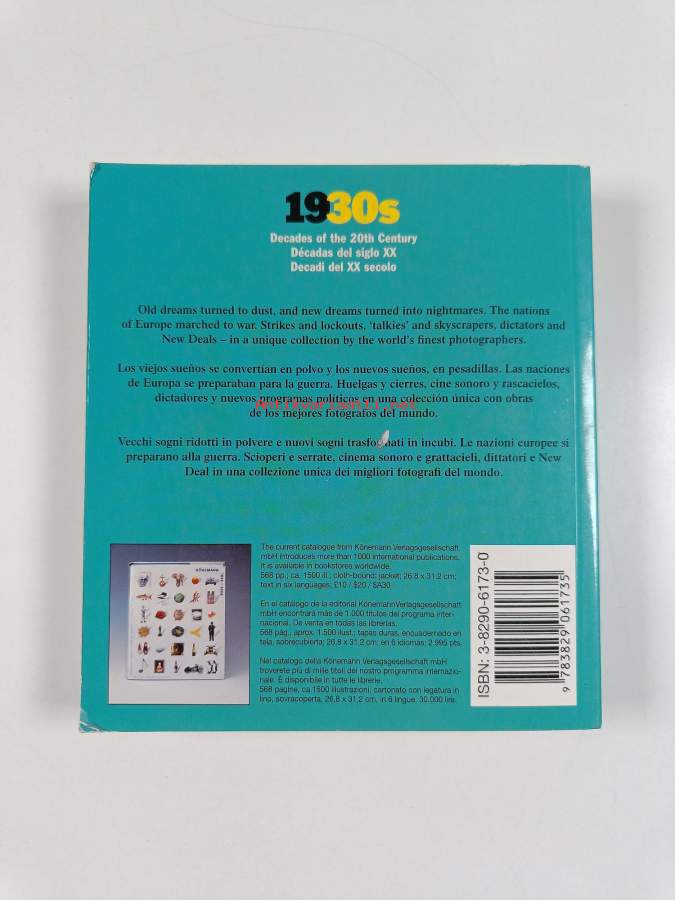 1930s
Decades of the 20th Century
Décadas del siglo XX
Decadi del XX secolo
Old dreams turned to dust, and new dreams turned into nightmares. The nations
of Europe marched to war. Strikes and lockouts, ‘talkies’ and skyscrapers, dictators and
New Deals – in a unique collection by the world's finest photographers.
Los viejos sueños se convertían en polvo y los nuevos sueños, en pesadillas. Las naciones
de Europa se preparaban para la guerra. Huelgas y cierres, cine sonoro y rascacielos,
dictadores y nuevos programas políticos en una colección única con obras
Antikvariaatti.net
de los mejores fotógrafos del mundo.
Vecchi sogni ridotti in polvere e nuovi sogni trasformati in incubi. Le nazioni europee si
preparano alla guerra. Scioperi e serrate, cinema sonoro e grattacieli, dittatori e New
Deal in una collezione unica dei migliori fotografi del mondo.
KÖNEMANN
The current catalogue from Könemann Verlagsgesellschaft
mbH introduces more than 1000 international publications.
It is available in bookstores worldwide.
568 pp.; ca. 1500 ill.; cloth-bound; jacket; 26.8 x 31.2 cm;
text in six languages; £10 / $20 / $A30
En el catálogo de la editorial Könemann Verlagsgesellschaft
mbH encontrará más de 1.000 títulos del programa inter-
nacional. De venta en todas las librerías.
568 pág., aprox. 1.500 ilust.; tapas duras, encuadernado en
tela, sobrecubierta; 26,8 x 31,2 cm; en 6 idiomas; 2.995 pts.
Nel catalogo della Könemann Verlagsgesellschaft mbH
troverete più di mille titoli del nostro programma internazio-
nale. È disponibile in tutte le librerie.
568 pagine, ca.1500 illustrazioni, cartonato con legatura in
lino, sovracoperta, 26,8 x 31,2 cm, in 6 lingue, 30.000 lire.
ISBN: 3-8290-6173-0
9 783829 061735